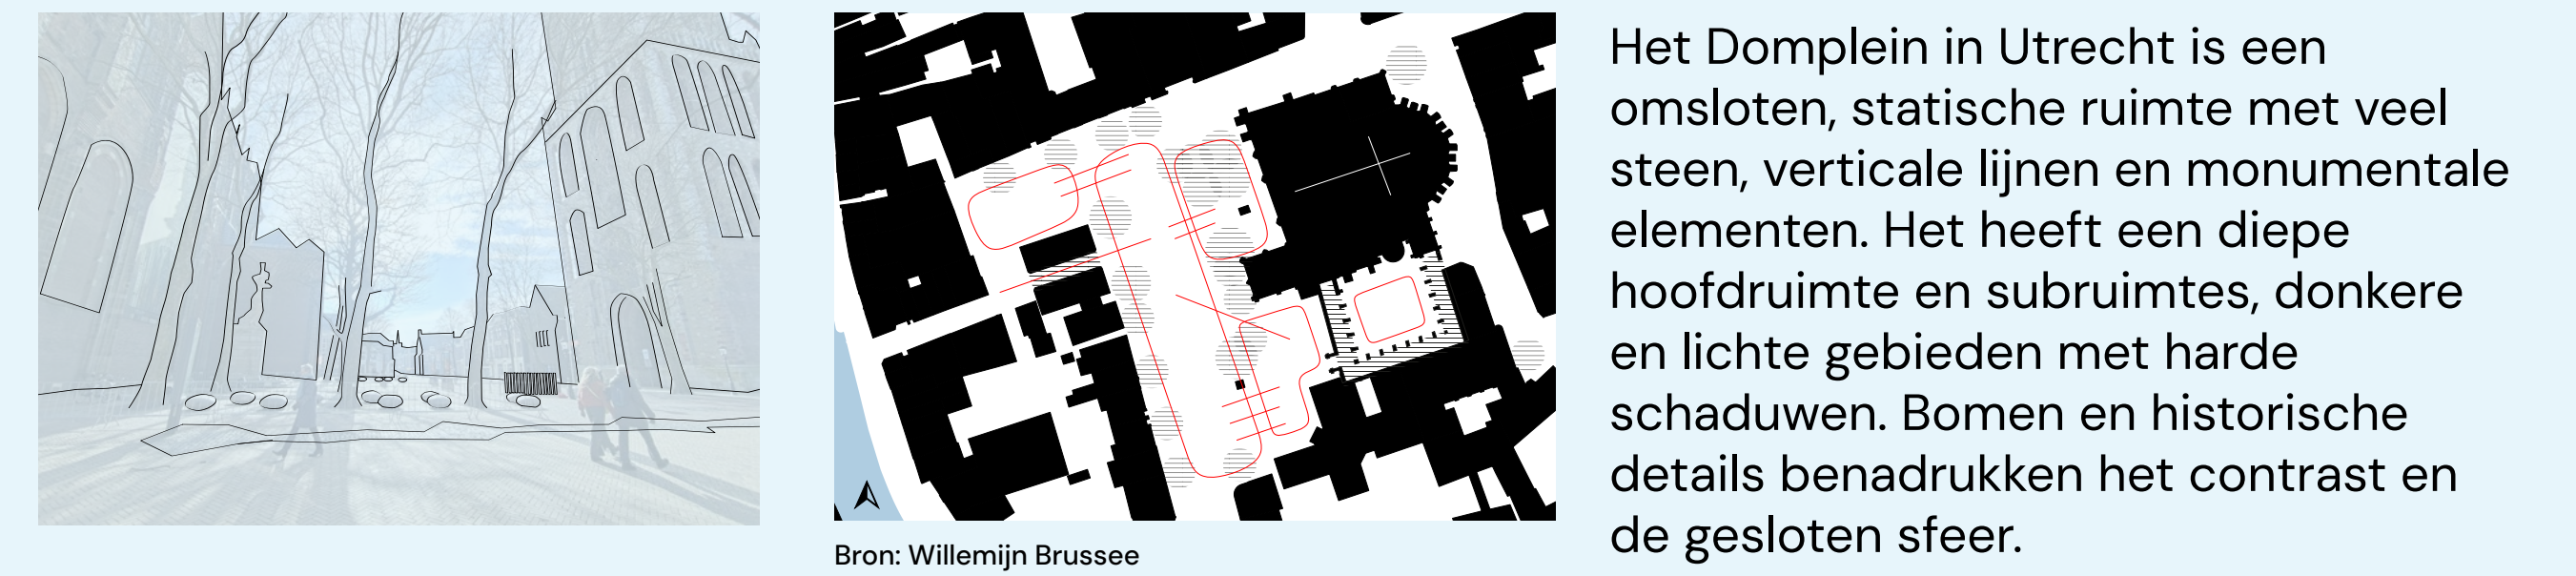 Het Domplein in Utrecht is een
omsloten, statische ruimte met veel
steen, verticale lijnen en monumentale
elementen. Het heeft een diepe
hoofdruimte en subruimtes, donkere
en lichte gebieden met harde
schaduwen. Bomen en historische
details benadrukken het contrast en
de gesloten sfeer.
Bron: Willemijn Brussee